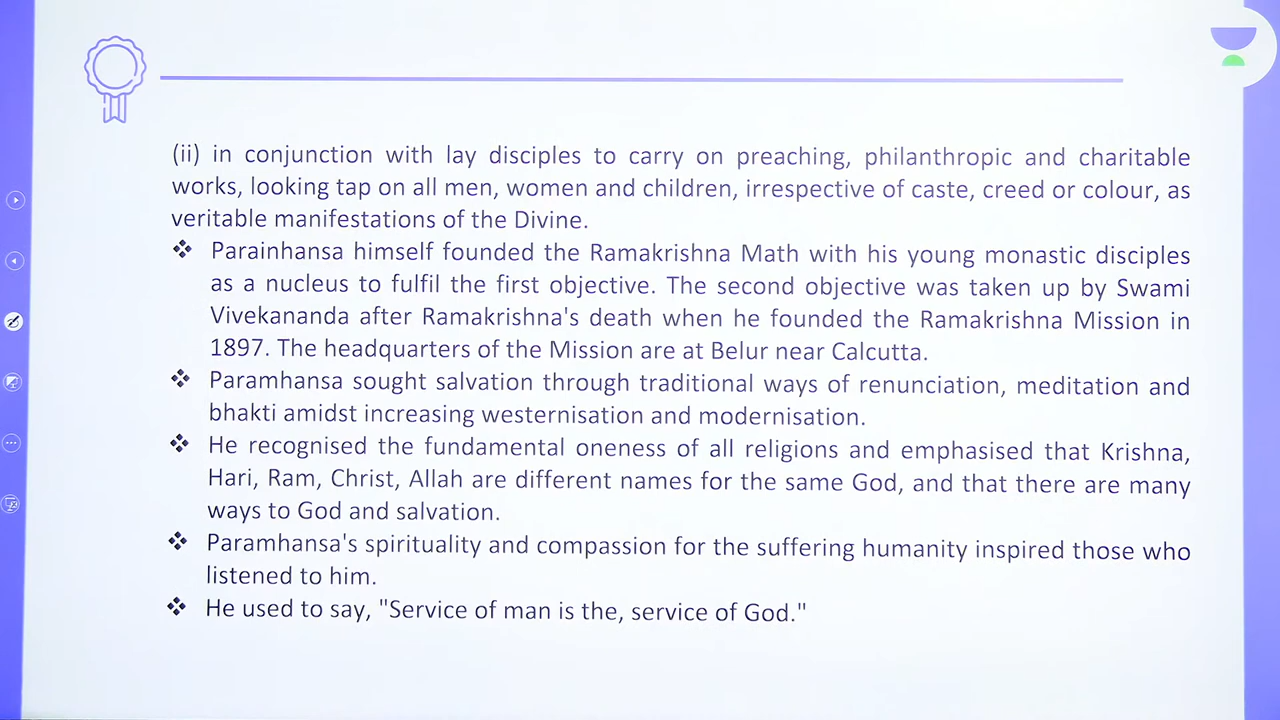 (ii) in conjunction with lay disciples to carry on preaching, philanthropic and charitable
works, looking tap on all men, women and children, irrespective of caste, creed or colour, as
veritable manifestations of the Divine.
❖ Parainhansa himself founded the Ramakrishna Math with his young monastic disciples
as a nucleus to fulfil the first objective. The second objective was taken up by Swami
Vivekananda after Ramakrishna's death when he founded the Ramakrishna Mission in
1897. The headquarters of the Mission are at Belur near Calcutta.
❖ Paramhansa sought salvation through traditional ways of renunciation, meditation and
bhakti amidst increasing westernisation and modernisation.
❖ He recognised the fundamental oneness of all religions and emphasised that Krishna,
Hari, Ram, Christ, Allah are different names for the same God, and that there are many
ways to God and salvation.
❖ Paramhansa's spirituality and compassion for the suffering humanity inspired those who
listened to him.
❖ He used to say, "Service of man is the, service of God."